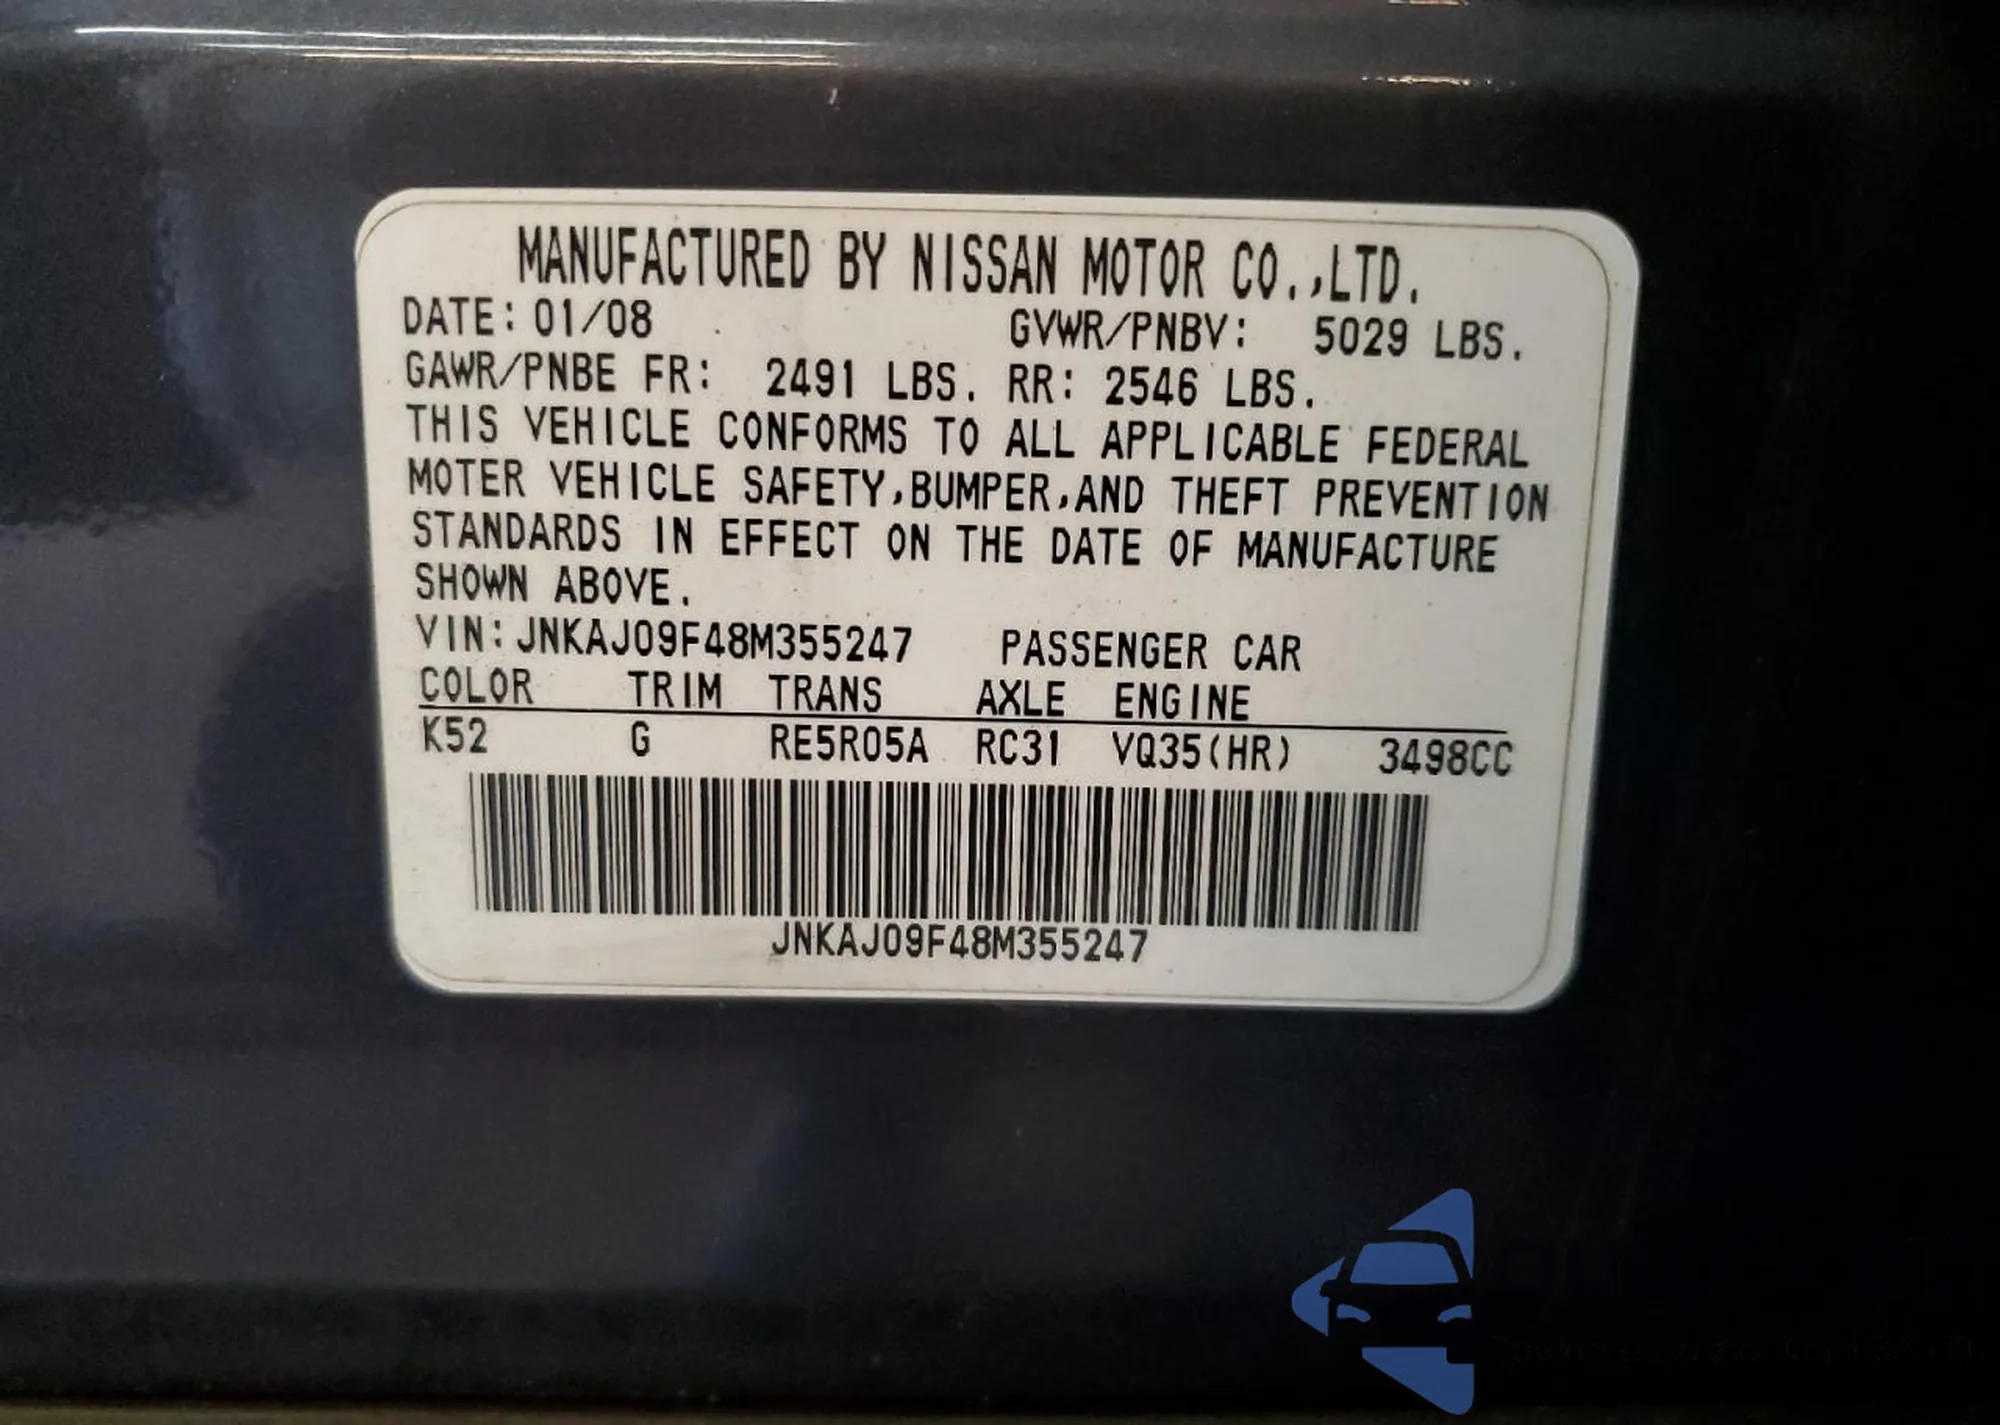 MANUFACTURED BY NISSAN MOTOR CO.,LTD.
DATE: 01/08 GVWR/PNBV: 5029 LBS.
GAWR/PNBE FR: 2491 LBS. RR: 2546 LBS.
THIS VEHICLE CONFORMS TO ALL APPLICABLE FEDERAL
MOTER VEHICLE SAFETY,BUMPER,AND THEFT PREVENTION
STANDARDS IN EFFECT ON THE DATE OF MANUFACTURE
SHOWN ABOVE.
VIN:JNKAJ09F48M355247 PASSENGER CAR
COLOR TRIM TRANS AXLE ENGINE
K52 G RE5R05A RC31 VQ35(HR) 3498CC
JNKAJ09F48M355247